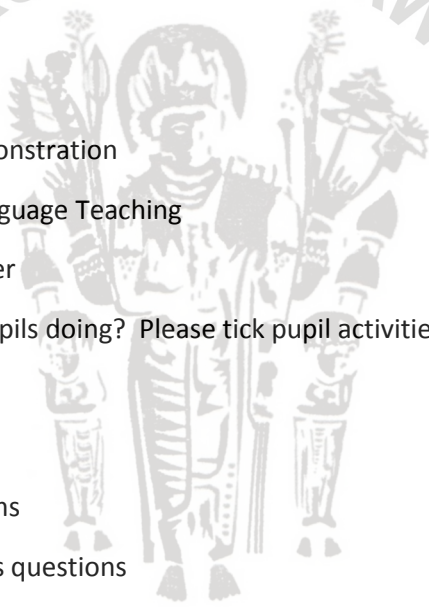 onstration
guage Teaching
er
pils doing?  Please tick pupil activitie
ns
s questions